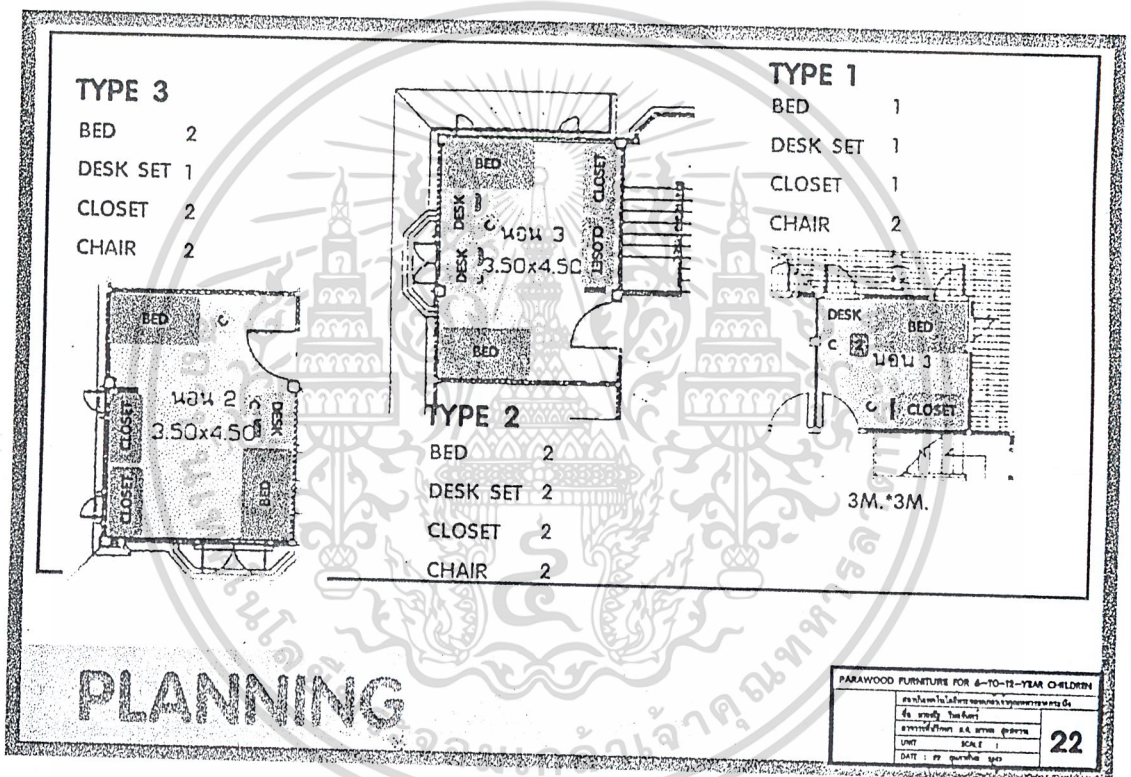 TYPE 3
BED 2
DESK SET 1
CLOSET 2
CHAIR 2
BED
C
นอน 2
3.50x4.50
CLOSET
CLOSET
C
DESK
BED
BED
CLOSET
DESK
C
นอน 3
DESK
3.50x4.50
CLOSET
BED
TYPE 2
BED 2
DESK SET 2
CLOSET 2
CHAIR 2
TYPE 1
BED 1
DESK SET 1
CLOSET 1
CHAIR 2
DESK
BED
C
นอน 3
C
CLOSET
3M.*3M.
PLANNING
PARAWOOD FURNITURE FOR 6-TO-12-YEAR CHILDREN
UNIT SCALE :
DATE :
22